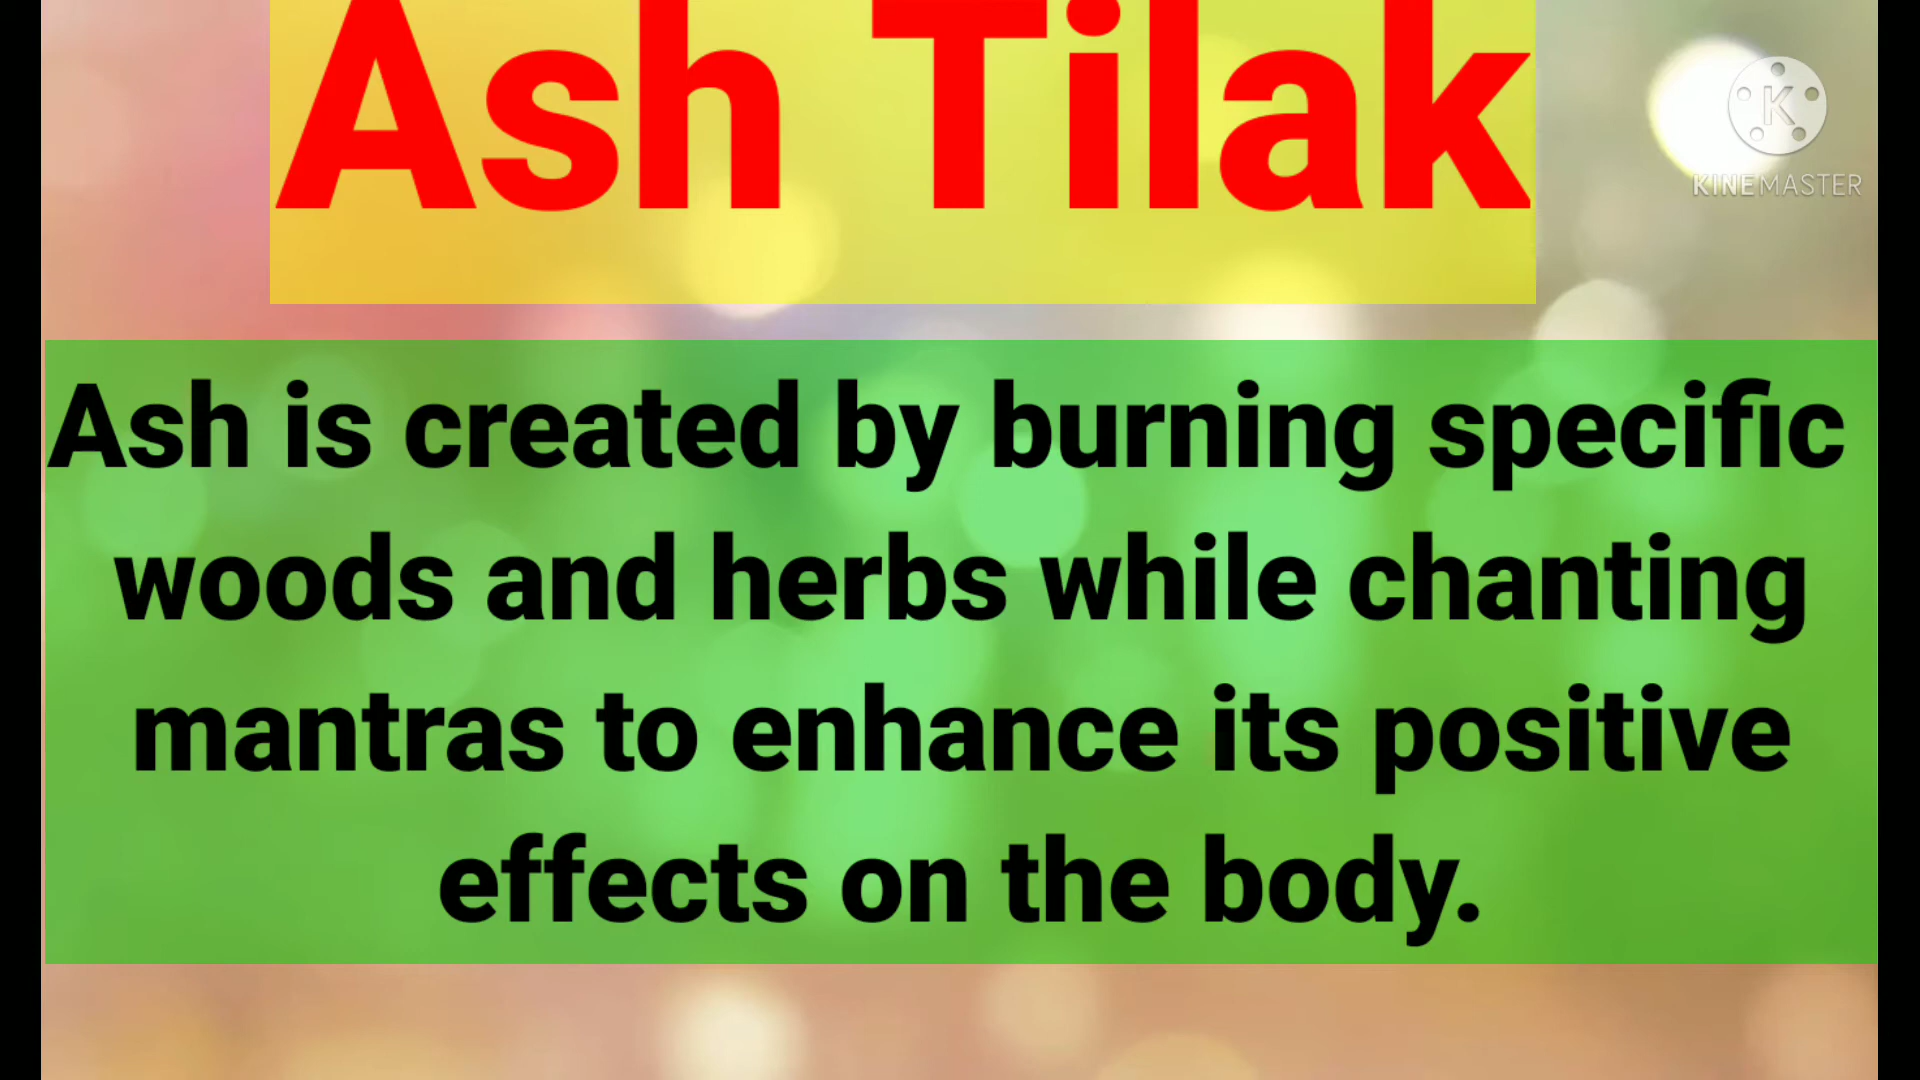 Ash Tilak
K
KINEMASTER
Ash is created by burning specific
woods and herbs while chanting
mantras to enhance its positive
effects on the body.